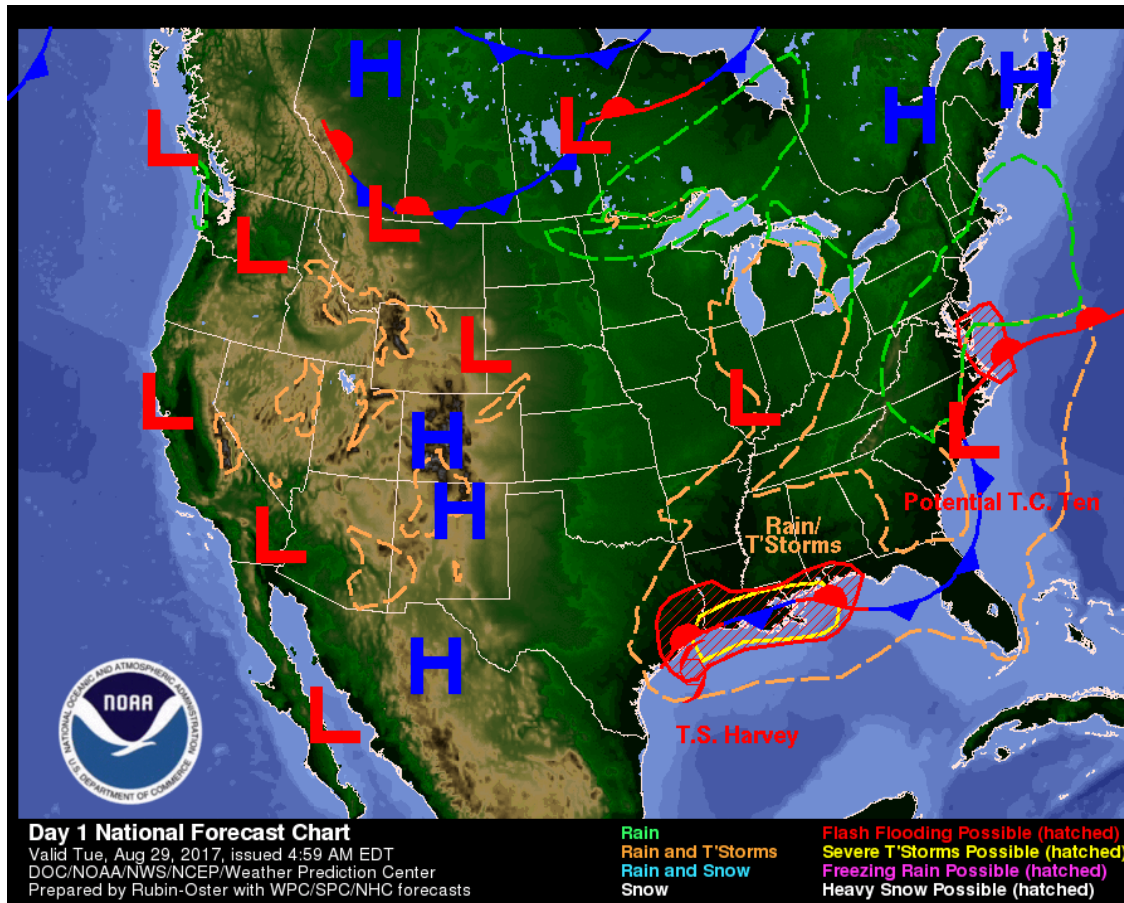 H
H
H
L
L
L
L
L
L
L
L
H
L
H
Potential T.C. Ten
Rain/
T'Storms
L
H
L
T.S. Harvey
NATIONAL OCEANIC AND ATMOSPHERIC ADMINISTRATION
NOAA
U.S. DEPARTMENT OF COMMERCE
Day 1 National Forecast Chart
Valid Tue, Aug 29, 2017, issued 4:59 AM EDT
DOC/NOAA/NWS/NCEP/Weather Prediction Center
Prepared by Rubin-Oster with WPC/SPC/NHC forecasts
Rain
Rain and T'Storms
Rain and Snow
Snow
Flash Flooding Possible (hatched)
Severe T'Storms Possible (hatched)
Freezing Rain Possible (hatched)
Heavy Snow Possible (hatched)